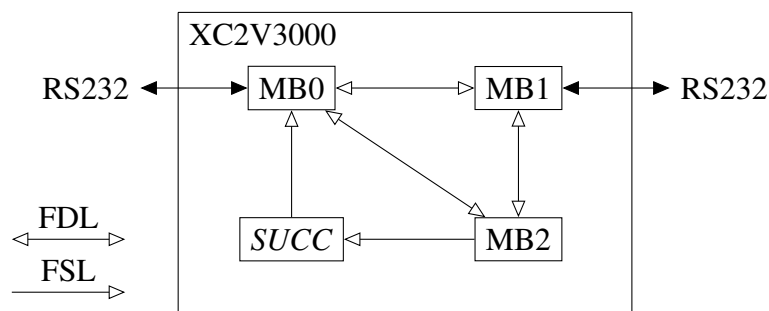 XC2V3000
RS232 MB0 MB1 RS232
FDL
SUCC MB2
FSL